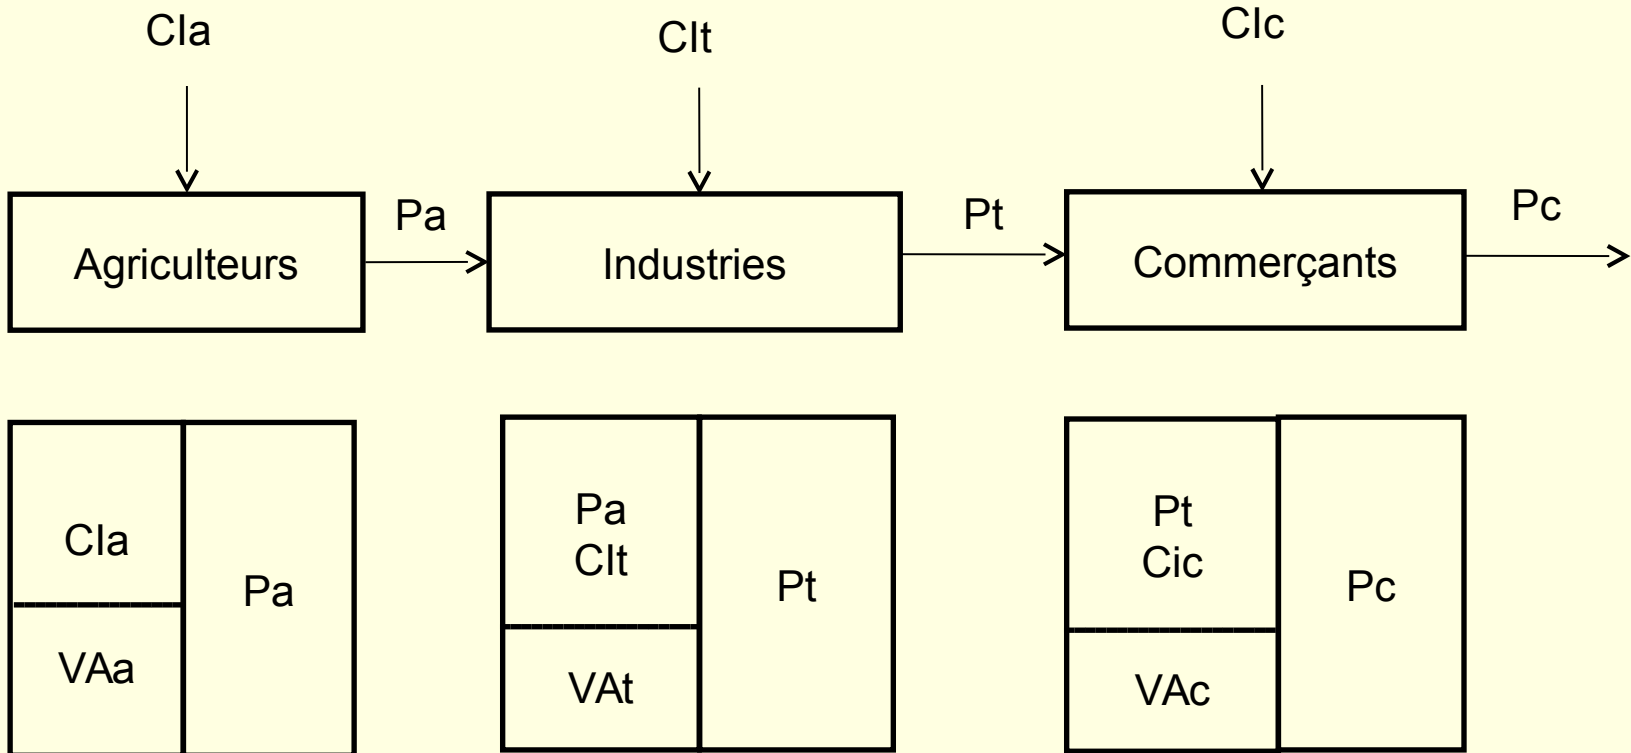 CIa
CIt
CIc
Agriculteurs
Pa
Industries
Pt
Commerçants
Pc
CIa
VAa
Pa
Pa
CIt
VAt
Pt
Pt
Cic
VAc
Pc